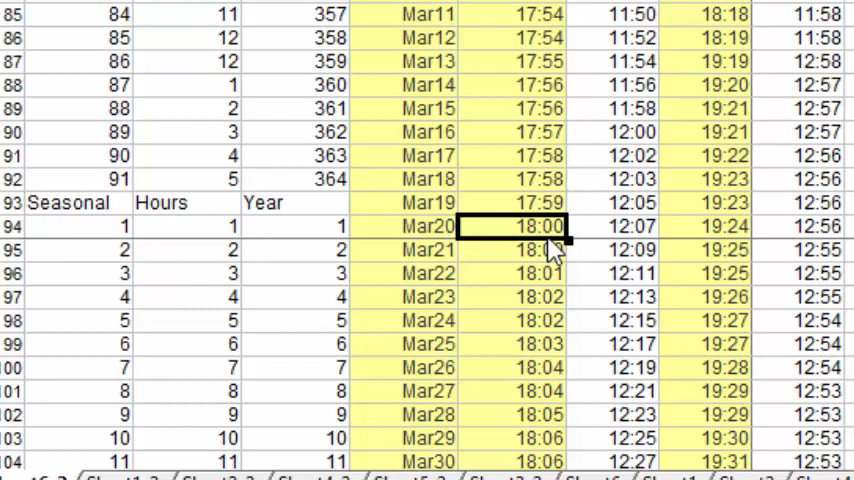 85 84 11 357 Mar11 17:54 11:50 18:18 11:58
86 85 12 358 Mar12 17:54 11:52 18:19 11:58
87 86 12 359 Mar13 17:55 11:54 19:19 12:58
88 87 1 360 Mar14 17:56 11:56 19:20 12:57
89 88 2 361 Mar15 17:56 11:58 19:21 12:57
90 89 3 362 Mar16 17:57 12:00 19:21 12:57
91 90 4 363 Mar17 17:58 12:02 19:22 12:56
92 91 5 364 Mar18 17:58 12:03 19:23 12:56
93 Seasonal Hours Year Mar19 17:59 12:05 19:23 12:56
94 1 1 1 Mar20 18:00 12:07 19:24 12:56
95 2 2 2 Mar21 12:09 19:25 12:55
96 3 3 3 Mar22 18:01 12:11 19:25 12:55
97 4 4 4 Mar23 18:02 12:13 19:26 12:55
98 5 5 5 Mar24 18:02 12:15 19:27 12:54
99 6 6 6 Mar25 18:03 12:17 19:27 12:54
100 7 7 7 Mar26 18:04 12:19 19:28 12:54
101 8 8 8 Mar27 18:04 12:21 19:29 12:53
102 9 9 9 Mar28 18:05 12:23 19:29 12:53
103 10 10 10 Mar29 18:06 12:25 19:30 12:53
104 11 11 11 Mar30 18:06 12:27 19:31 12:53